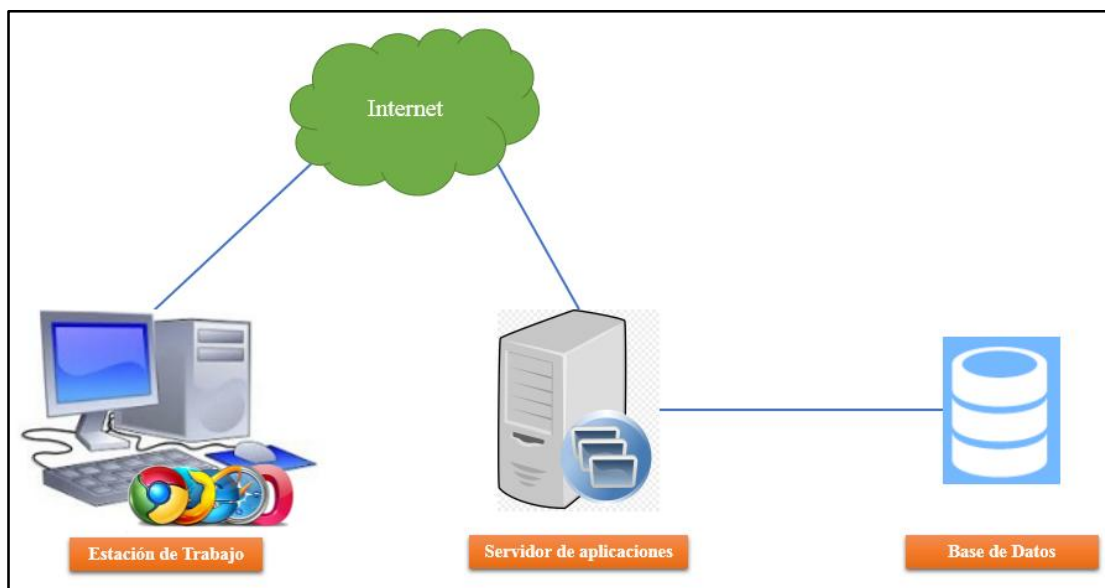 Internet
Estación de Trabajo
Servidor de aplicaciones
Base de Datos